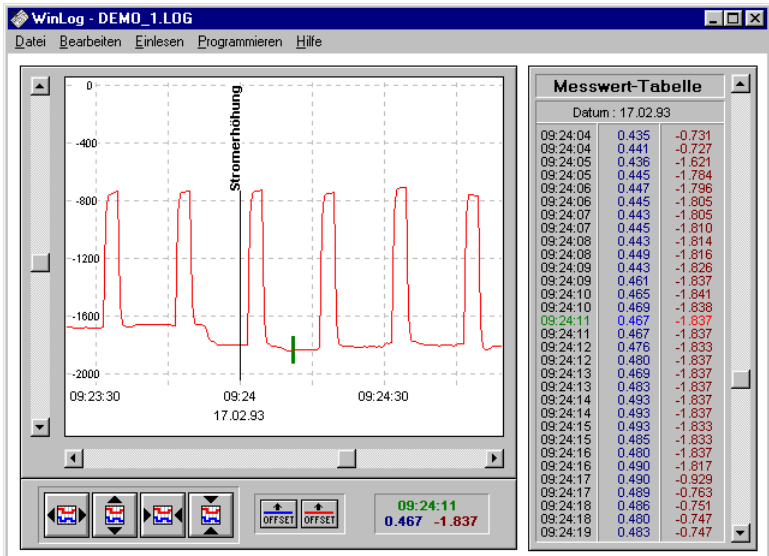 WinLog - DEMO_1.LOG
Datei Bearbeiten Einlesen Programmieren Hilfe
0
-400
-800
-1200
-1600
-2000
Stromerhöhung
09:23:30 09:24 09:24:30
17.02.93
OFFSET OFFSET
09:24:11
0.467 -1.837
Messwert-Tabelle
Datum : 17.02.93
09:24:04 0.435 -0.731
09:24:04 0.441 -0.727
09:24:05 0.436 -1.621
09:24:05 0.445 -1.784
09:24:06 0.447 -1.796
09:24:06 0.445 -1.805
09:24:07 0.443 -1.805
09:24:07 0.445 -1.810
09:24:08 0.443 -1.814
09:24:08 0.449 -1.816
09:24:09 0.443 -1.826
09:24:09 0.461 -1.837
09:24:10 0.465 -1.841
09:24:10 0.469 -1.838
09:24:11 0.467 -1.837
09:24:11 0.467 -1.837
09:24:12 0.476 -1.833
09:24:12 0.480 -1.837
09:24:13 0.469 -1.837
09:24:13 0.483 -1.837
09:24:14 0.493 -1.837
09:24:14 0.493 -1.837
09:24:15 0.493 -1.833
09:24:15 0.485 -1.833
09:24:16 0.480 -1.837
09:24:16 0.490 -1.817
09:24:17 0.490 -0.929
09:24:17 0.489 -0.763
09:24:18 0.486 -0.751
09:24:18 0.480 -0.747
09:24:19 0.483 -0.747